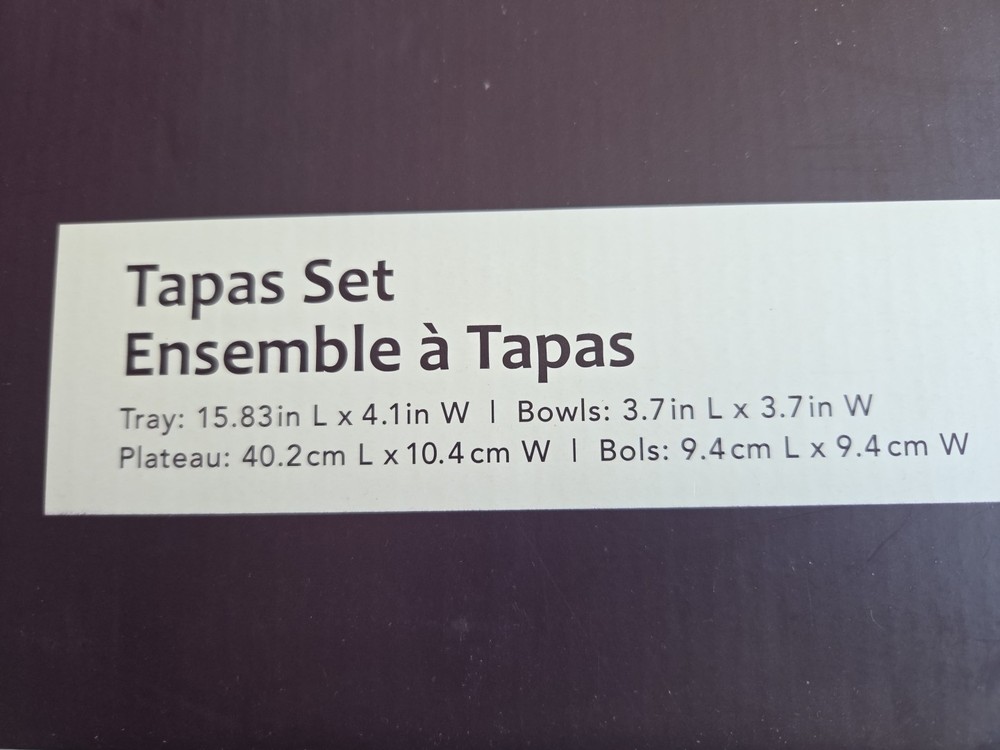 Tapas Set
Ensemble à Tapas
Tray: 15.83in L x 4.1in W | Bowls: 3.7in L x 3.7in W
Plateau: 40.2cm L x 10.4cm W | Bols: 9.4cm L x 9.4cm W